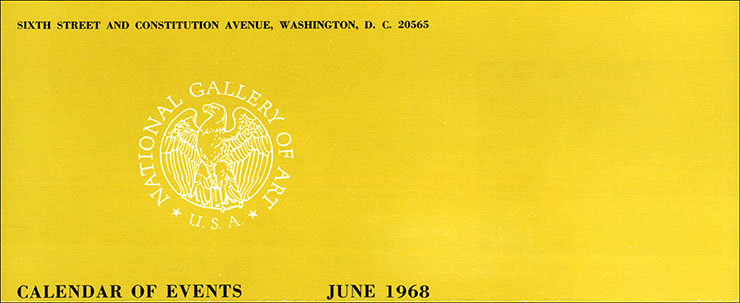 SIXTH STREET AND CONSTITUTION AVENUE, WASHINGTON, D. C. 20565
NATIONAL GALLERY OF ART
★ U.S.A. ★
CALENDAR OF EVENTS JUNE 1968